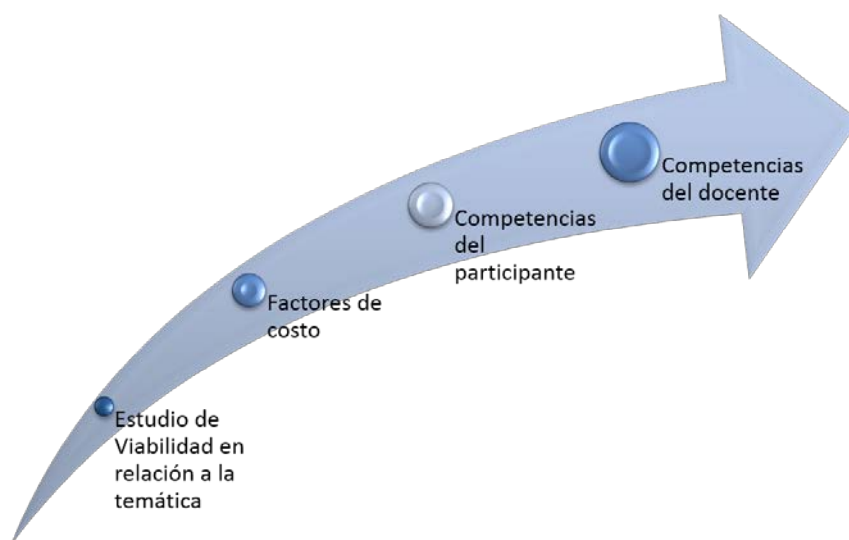 Competencias
del docente
Competencias
del
participante
Factores de
costo
Estudio de
Viabilidad en
relación a la
temática